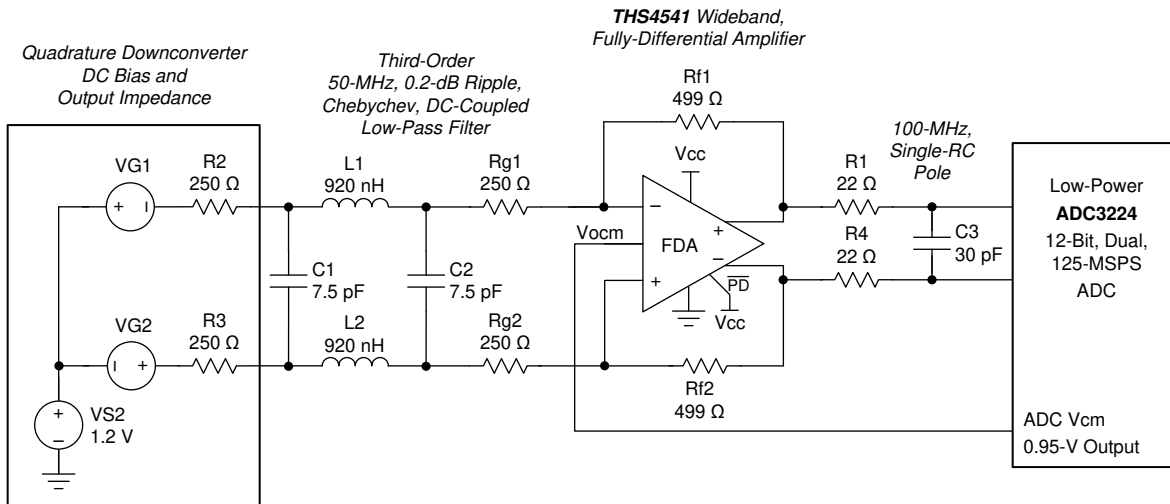 THS4541 Wideband,
Fully-Differential Amplifier
Quadrature Downconverter
DC Bias and
Output Impedance
Third-Order
50-MHz, 0.2-dB Ripple,
Chebychev, DC-Coupled
Low-Pass Filter
Rf1
499 Ω
100-MHz,
Single-RC
Pole
VG1
+
–
R2
250 Ω
L1
920 nH
Rg1
250 Ω
Vcc
R1
22 Ω
Low-Power
ADC3224
12-Bit, Dual,
125-MSPS
ADC
Vocm
–
+
FDA
+
–
PD
Vcc
C1
7.5 pF
C2
7.5 pF
C3
30 pF
R4
22 Ω
VG2
–
+
R3
250 Ω
L2
920 nH
Rg2
250 Ω
Rf2
499 Ω
+
–
VS2
1.2 V
ADC Vcm
0.95-V Output